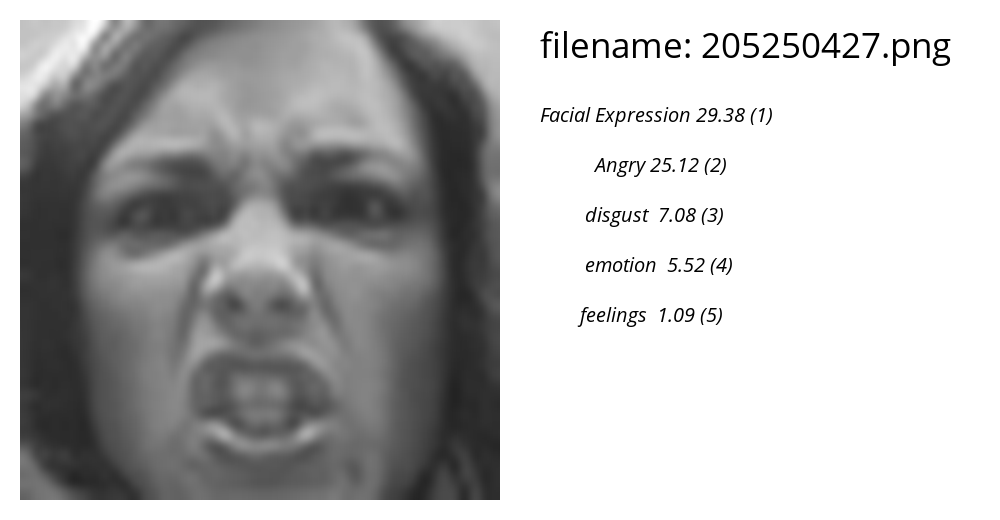 filename: 205250427.png
Facial Expression 29.38 (1)
Angry 25.12 (2)
disgust 7.08 (3)
emotion 5.52 (4)
feelings 1.09 (5)